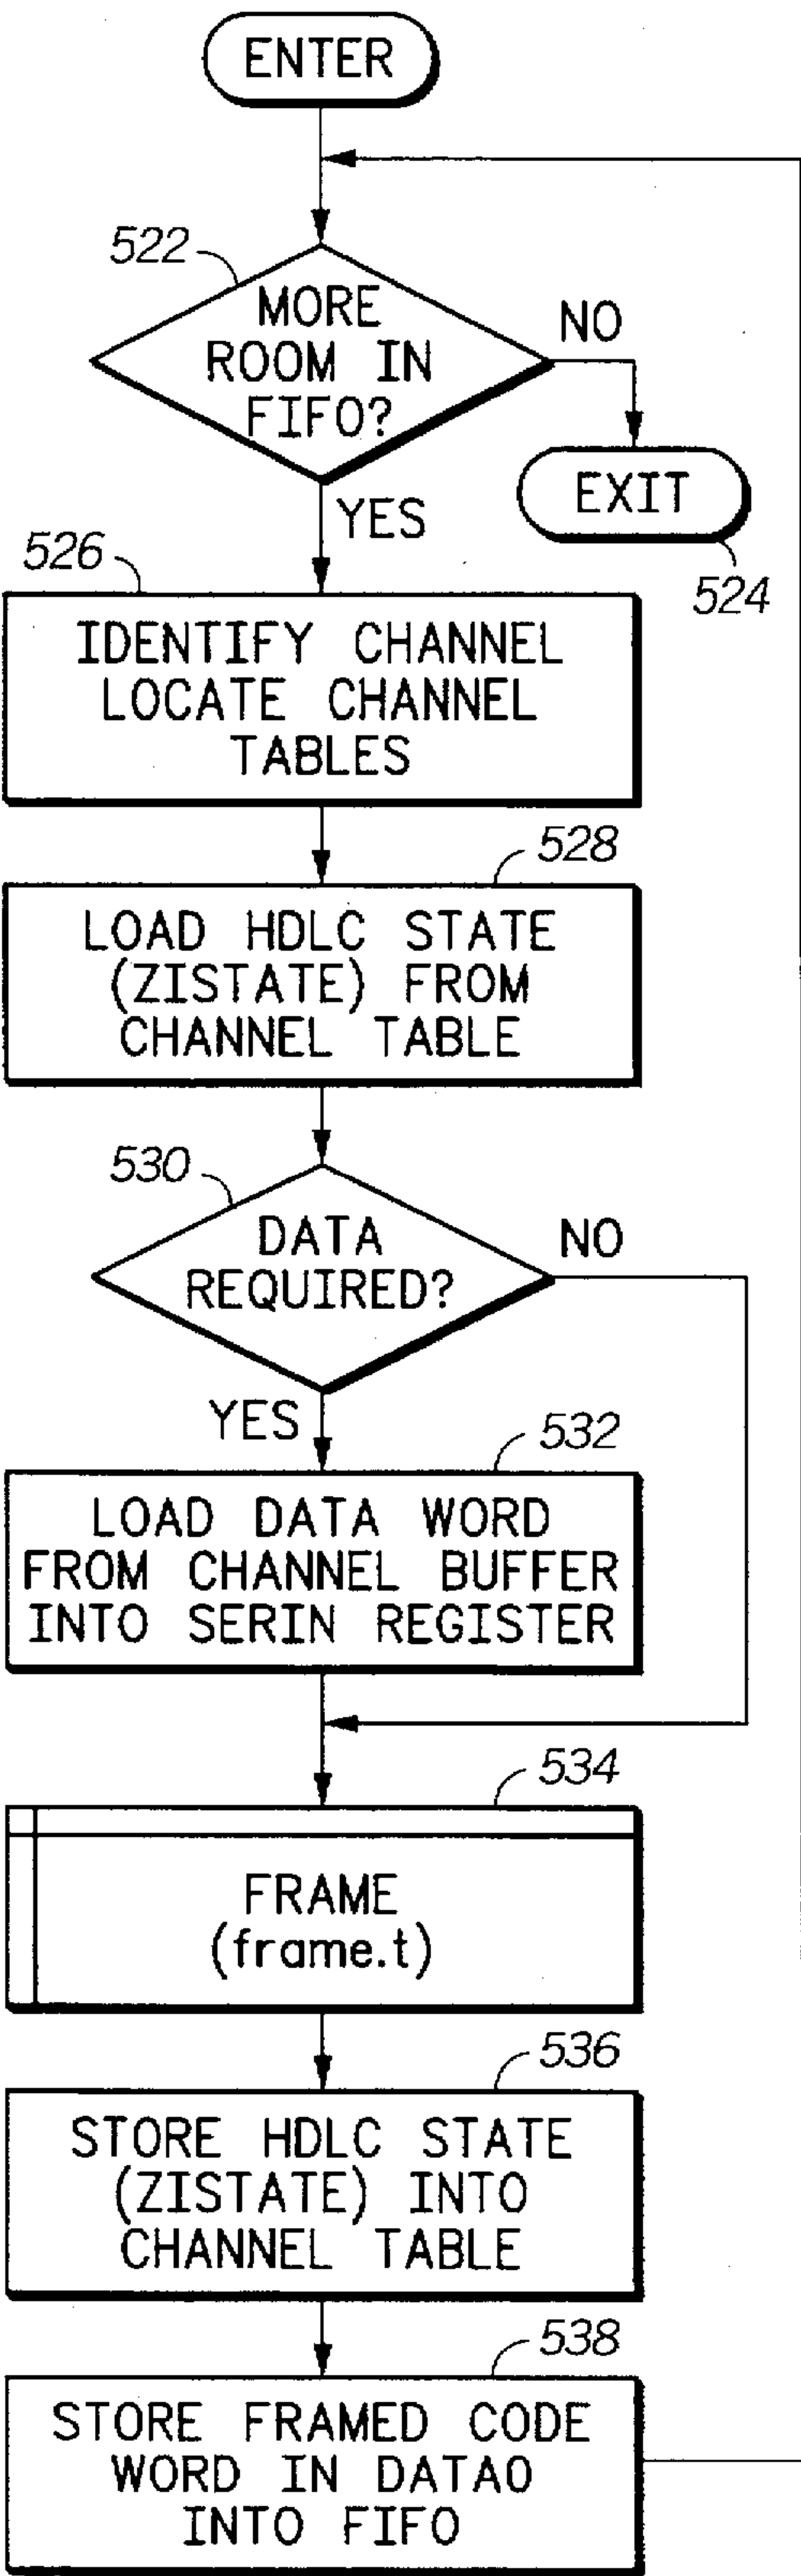 ENTER
522
MORE
ROOM IN
FIFO?
NO
EXIT
524
YES
526
IDENTIFY CHANNEL
LOCATE CHANNEL
TABLES
528
LOAD HDLC STATE
(ZISTATE) FROM
CHANNEL TABLE
530
DATA
REQUIRED?
NO
YES
532
LOAD DATA WORD
FROM CHANNEL BUFFER
INTO SERIN REGISTER
534
FRAME
(frame.t)
536
STORE HDLC STATE
(ZISTATE) INTO
CHANNEL TABLE
538
STORE FRAMED CODE
WORD IN DATAO
INTO FIFO